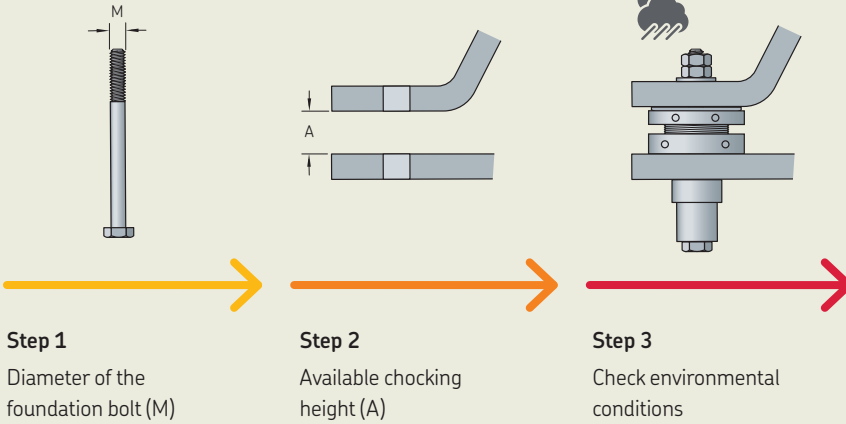 M
A
Step 1
Diameter of the
foundation bolt (M)
Step 2
Available chocking
height (A)
Step 3
Check environmental
conditions